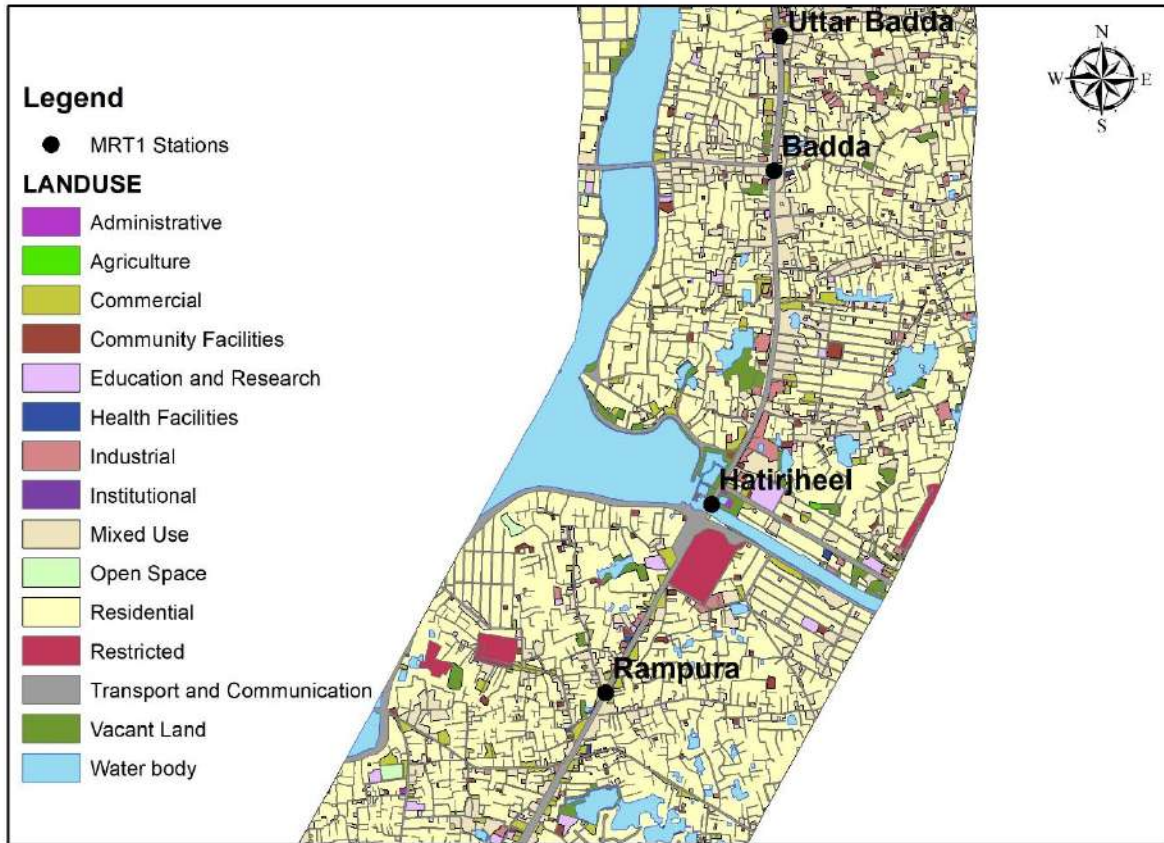 Uttar Badda
N
W E
S
Legend
MRT1 Stations
Badda
LANDUSE
Administrative
Agriculture
Commercial
Community Facilities
Education and Research
Health Facilities
Industrial
Hatirjheel
Institutional
Mixed Use
Open Space
Residential
Restricted
Rampura
Transport and Communication
Vacant Land
Water body